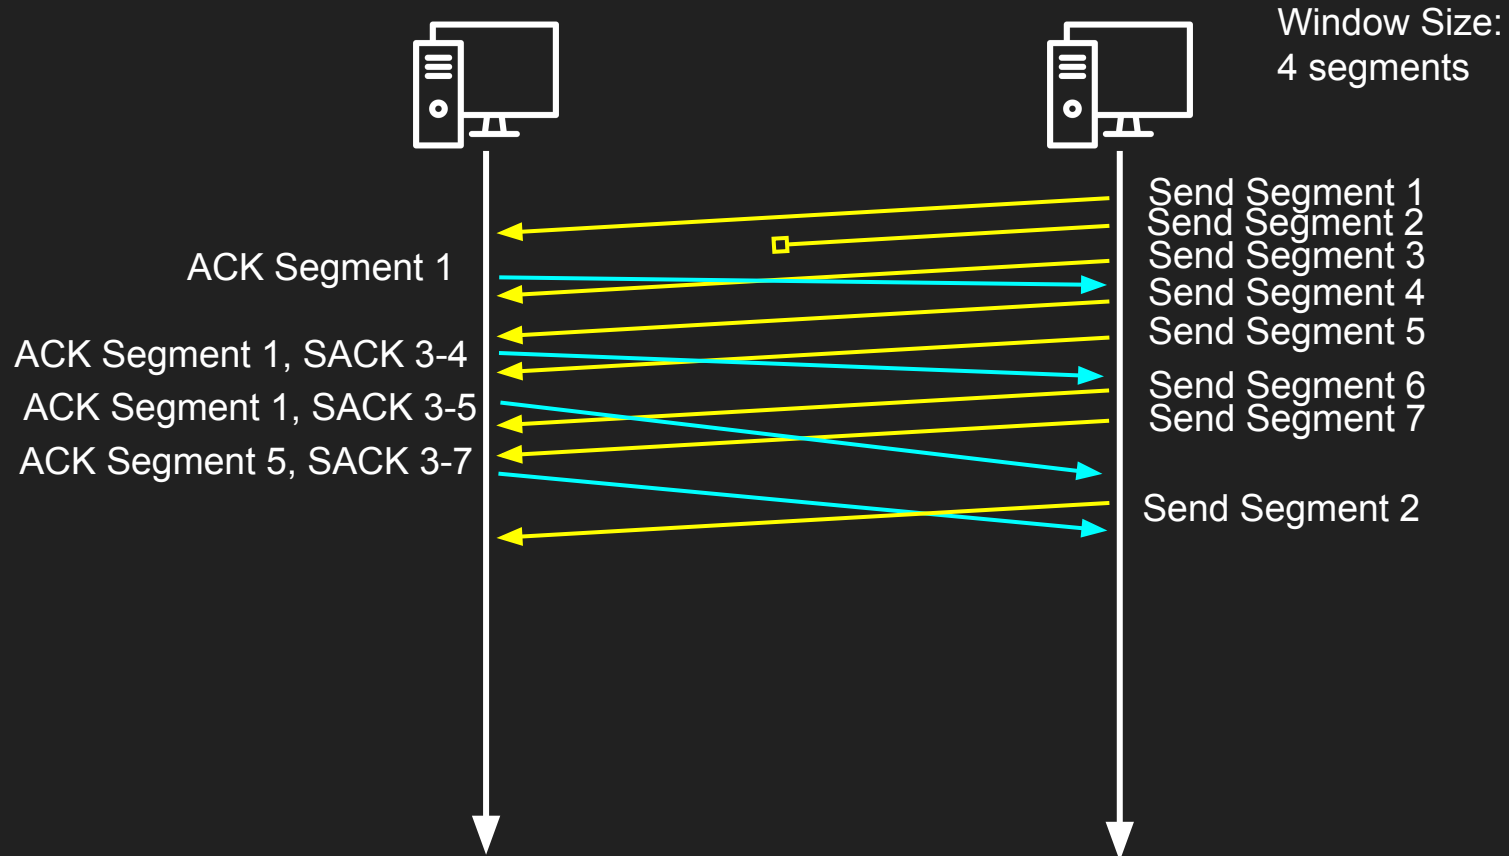 Window Size:
4 segments
Send Segment 1
Send Segment 2
Send Segment 3
ACK Segment 1
Send Segment 4
Send Segment 5
ACK Segment 1, SACK 3-4
Send Segment 6
ACK Segment 1, SACK 3-5
Send Segment 7
ACK Segment 5, SACK 3-7
Send Segment 2